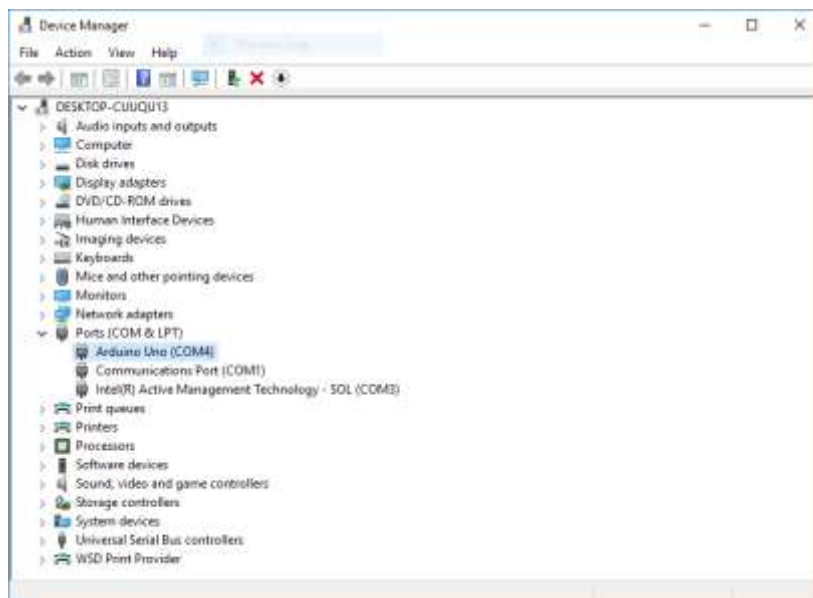 Device Manager
File Action View Help
DESKTOP-CUUQU13
Audio inputs and outputs
Computer
Disk drives
Display adapters
DVD/CD-ROM drives
Human Interface Devices
Imaging devices
Keyboards
Mice and other pointing devices
Monitors
Network adapters
Ports (COM & LPT)
Arduino Uno (COM4)
Communications Port (COM1)
Intel(R) Active Management Technology - SOL (COM3)
Print queues
Printers
Processors
Software devices
Sound, video and game controllers
Storage controllers
System devices
Universal Serial Bus controllers
WSD Print Provider